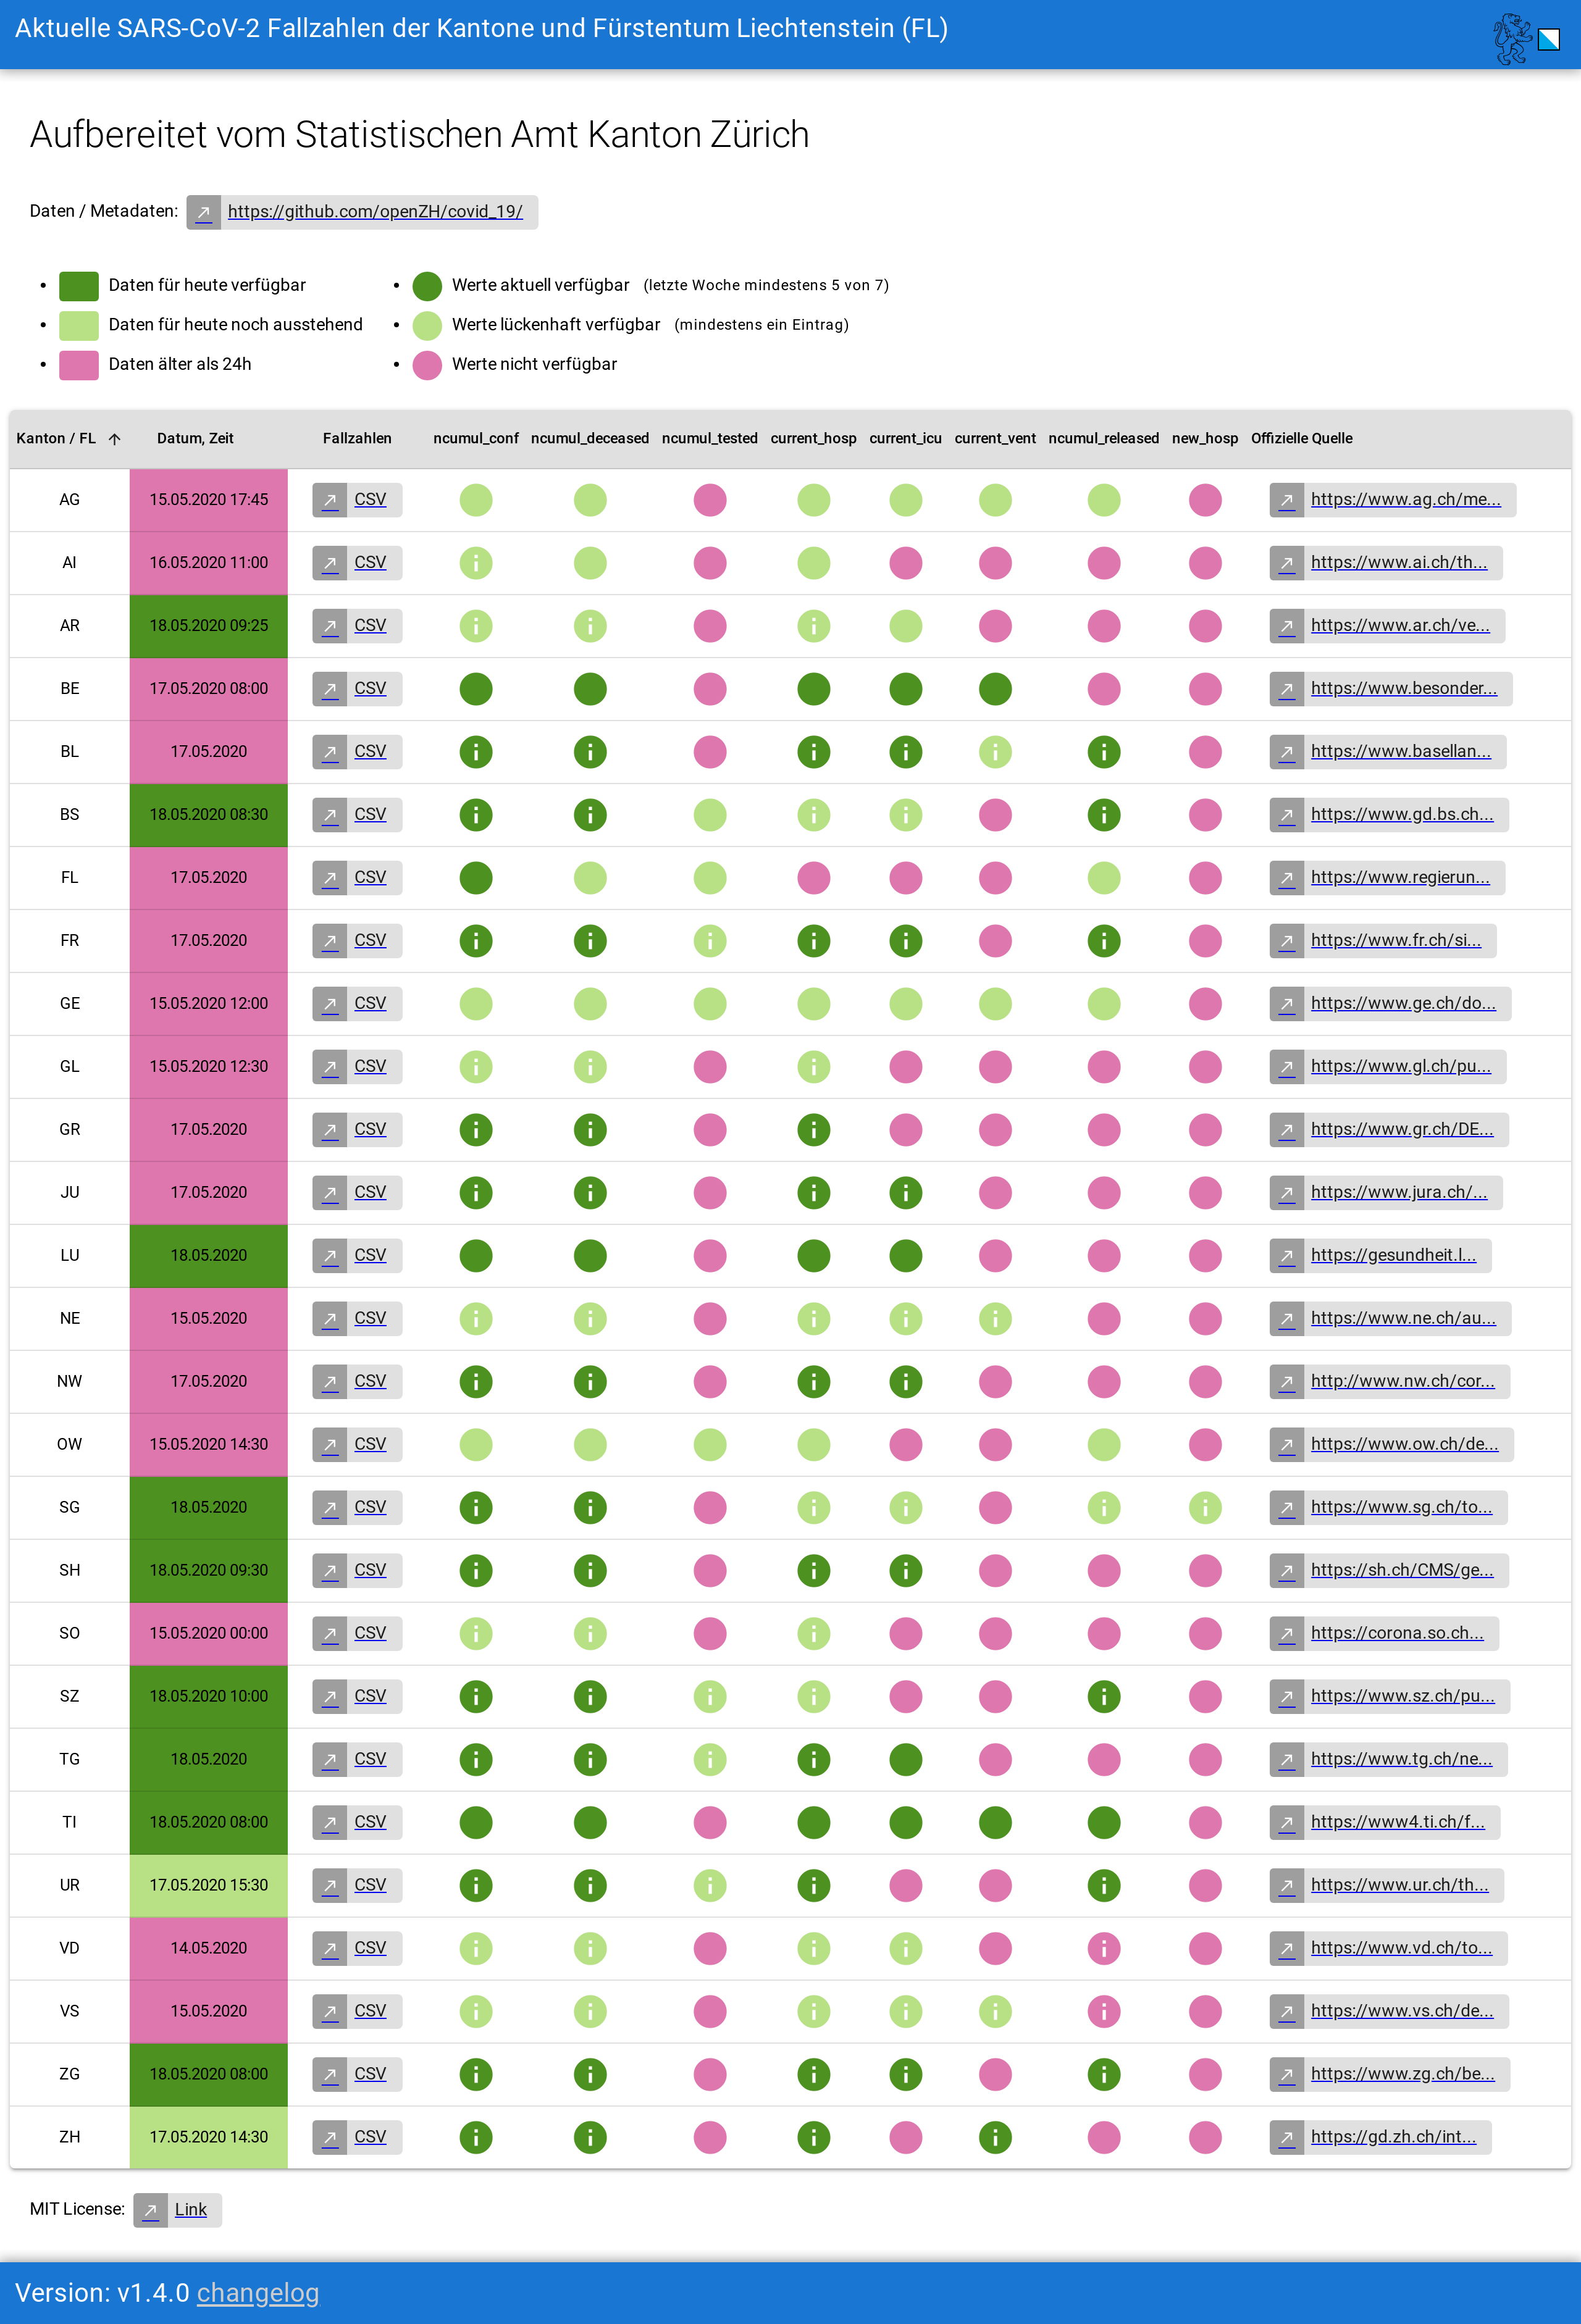 Aktuelle SARS-CoV-2 Fallzahlen der Kantone und Fürstentum Liechtenstein (FL)
Aufbereitet vom Statistischen Amt Kanton Zürich
Daten / Metadaten: https://github.com/openZH/covid_19/
Daten für heute verfügbar Werte aktuell verfügbar (letzte Woche mindestens 5 von 7)
Daten für heute noch ausstehend Werte lückenhaft verfügbar (mindestens ein Eintrag)
Daten älter als 24h Werte nicht verfügbar
Kanton / FL Datum, Zeit Fallzahlen ncumul_conf ncumul_deceased ncumul_tested current_hosp current_icu current_vent ncumul_released new_hosp Offizielle Quelle
AG 15.05.2020 17:45 CSV https://www.ag.ch/me...
AI 16.05.2020 11:00 CSV https://www.ai.ch/th...
AR 18.05.2020 09:25 CSV https://www.ar.ch/ve...
BE 17.05.2020 08:00 CSV https://www.besonder...
BL 17.05.2020 CSV https://www.basellan...
BS 18.05.2020 08:30 CSV https://www.gd.bs.ch...
FL 17.05.2020 CSV https://www.regierun...
FR 17.05.2020 CSV https://www.fr.ch/si...
GE 15.05.2020 12:00 CSV https://www.ge.ch/do...
GL 15.05.2020 12:30 CSV https://www.gl.ch/pu...
GR 17.05.2020 CSV https://www.gr.ch/DE...
JU 17.05.2020 CSV https://www.jura.ch/...
LU 18.05.2020 CSV https://gesundheit.l...
NE 15.05.2020 CSV https://www.ne.ch/au...
NW 17.05.2020 CSV http://www.nw.ch/cor...
OW 15.05.2020 14:30 CSV https://www.ow.ch/de...
SG 18.05.2020 CSV https://www.sg.ch/to...
SH 18.05.2020 09:30 CSV https://sh.ch/CMS/ge...
SO 15.05.2020 00:00 CSV https://corona.so.ch...
SZ 18.05.2020 10:00 CSV https://www.sz.ch/pu...
TG 18.05.2020 CSV https://www.tg.ch/ne...
TI 18.05.2020 08:00 CSV https://www4.ti.ch/f...
UR 17.05.2020 15:30 CSV https://www.ur.ch/th...
VD 14.05.2020 CSV https://www.vd.ch/to...
VS 15.05.2020 CSV https://www.vs.ch/de...
ZG 18.05.2020 08:00 CSV https://www.zg.ch/be...
ZH 17.05.2020 14:30 CSV https://gd.zh.ch/int...
MIT License: Link
Version: v1.4.0 changelog